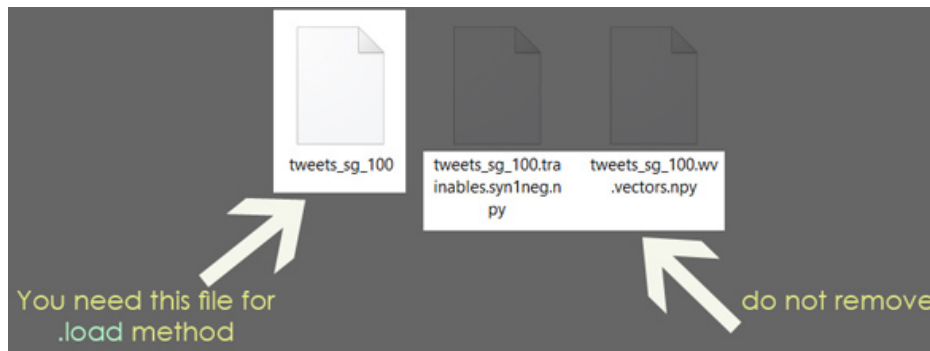 tweets_sg_100
tweets_sg_100.tra
inables.syn1neg.n
py
tweets_sg_100.wv
.vectors.npy
You need this file for
.load method
do not remove